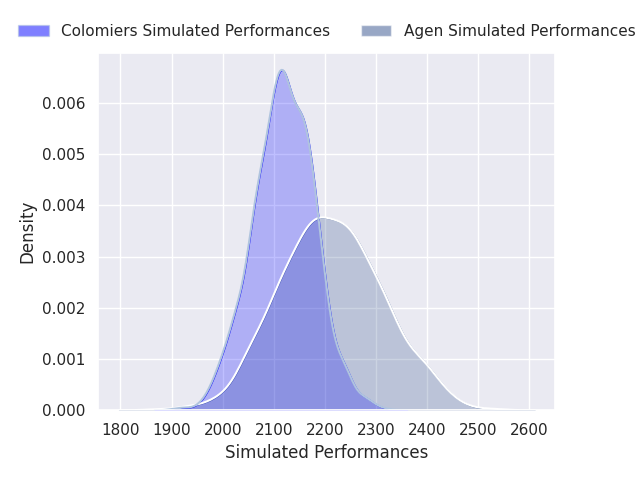 Colomiers Simulated Performances Agen Simulated Performances
0.006
0.005
0.004
0.003
0.002
0.001
0.000
Density
1800 1900 2000 2100 2200 2300 2400 2500 2600
Simulated Performances